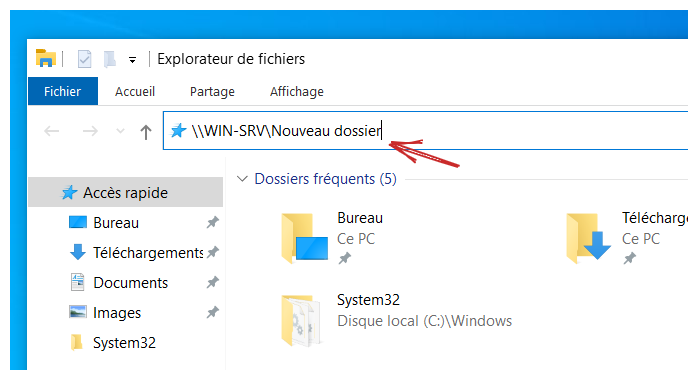 Explorateur de fichiers
Fichier Accueil Partage Affichage
\\WIN-SRV\Nouveau dossier
Accès rapide
Bureau
Téléchargements
Documents
Images
System32
Dossiers fréquents (5)
Bureau
Ce PC
Télécharge
Ce PC
System32
Disque local (C:)\Windows